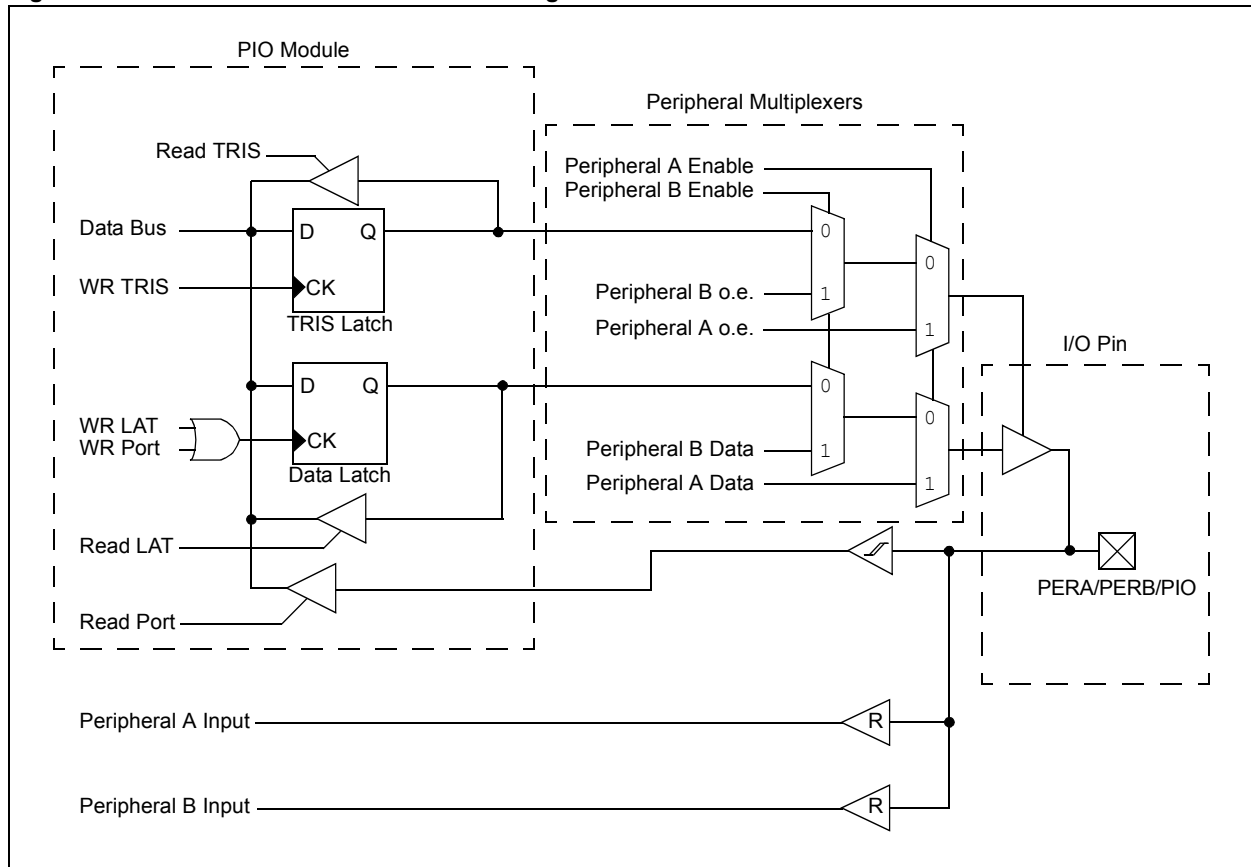 PIO Module
Peripheral Multiplexers
Read TRIS
Peripheral A Enable
Peripheral B Enable
Data Bus
D Q
0
0
WR TRIS
CK
Peripheral B o.e.
1
TRIS Latch
Peripheral A o.e.
1
I/O Pin
D Q
0
0
WR LAT
WR Port
CK
Peripheral B Data
1
Data Latch
Peripheral A Data
1
Read LAT
PERA/PERB/PIO
Read Port
Peripheral A Input
R
Peripheral B Input
R